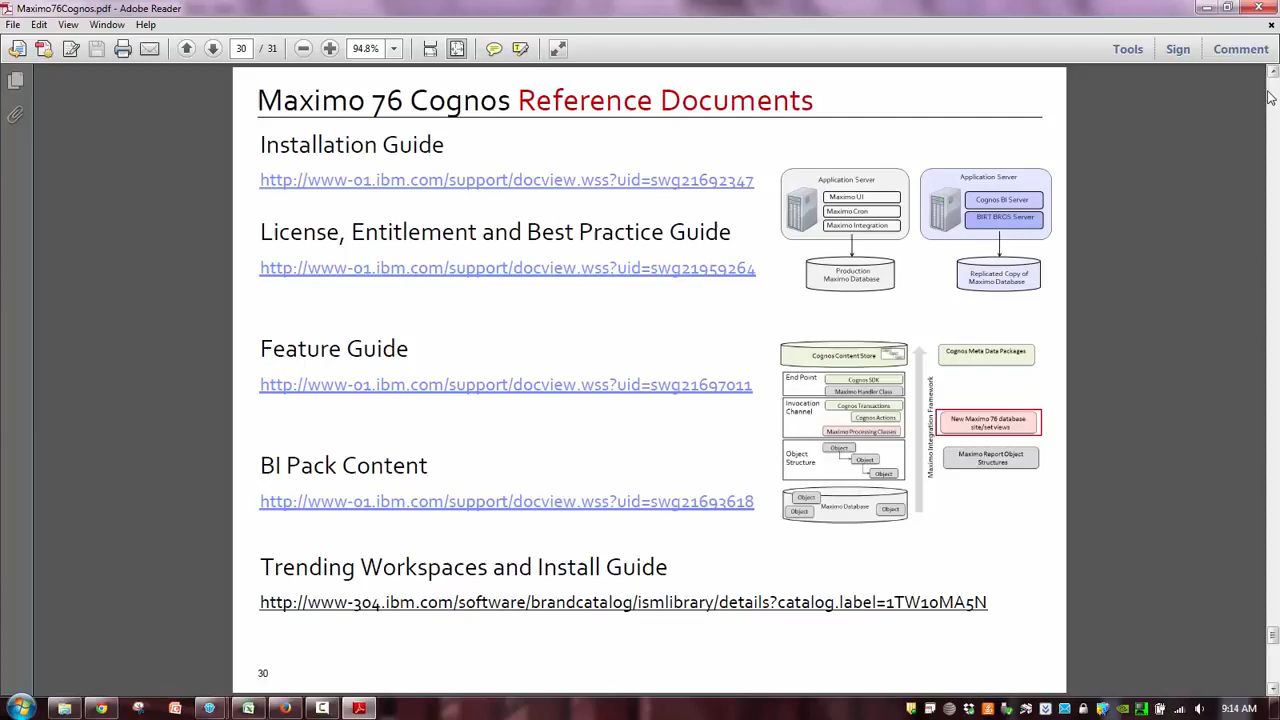 Maximo76Cognos.pdf - Adobe Reader
File Edit View Window Help
30 / 31 94.8% Tools Sign Comment
Maximo 76 Cognos Reference Documents
Installation Guide
http://www-01.ibm.com/support/docview.wss?uid=swg21692347
License, Entitlement and Best Practice Guide
http://www-01.ibm.com/support/docview.wss?uid=swg21959264
Feature Guide
http://www-01.ibm.com/support/docview.wss?uid=swg21697011
BI Pack Content
http://www-01.ibm.com/support/docview.wss?uid=swg21693618
Trending Workspaces and Install Guide
http://www-304.ibm.com/software/brandcatalog/ismlibrary/details?catalog.label=1TW10MA5N
Application Server
Maximo UI
Maximo Cron
Maximo Integration
Production
Maximo Database
Application Server
Cognos BI Server
BIRT BROS Server
Replicated Copy of
Maximo Database
Cognos Content Store
End Point
Cognos SDK
Maximo Handler Class
Invocation
Channel
Cognos Transactions
Cognos Actions
Maximo Processing Classes
Object
Structure
Object
Object
Object
Object
Object
Maximo Database
Object
Maximo Integration Framework
Cognos Meta Data Packages
New Maximo 76 database
site/set views
Maximo Report Object
Structures
30
9:14 AM